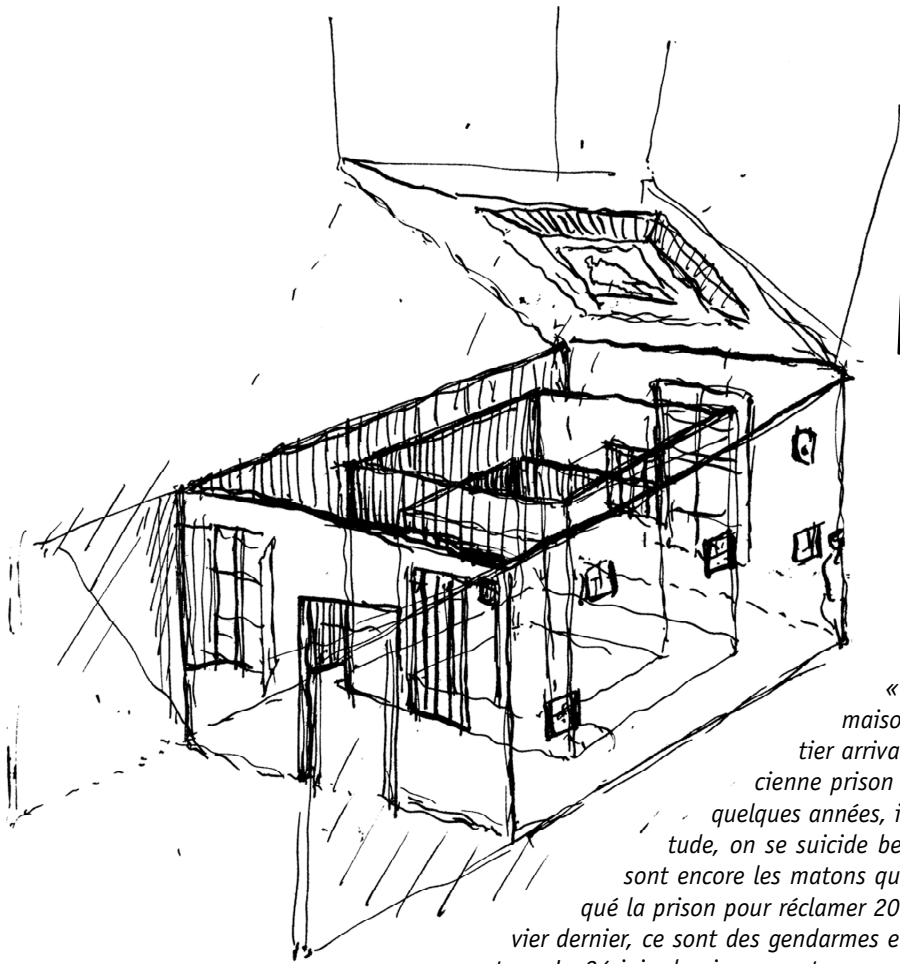 «
maiso
tier arriva
cienne prison
quelques années, i
tude, on se suicide be
sont encore les matons qu
qué la prison pour réclamer 20
vier dernier, ce sont des gendarmes e